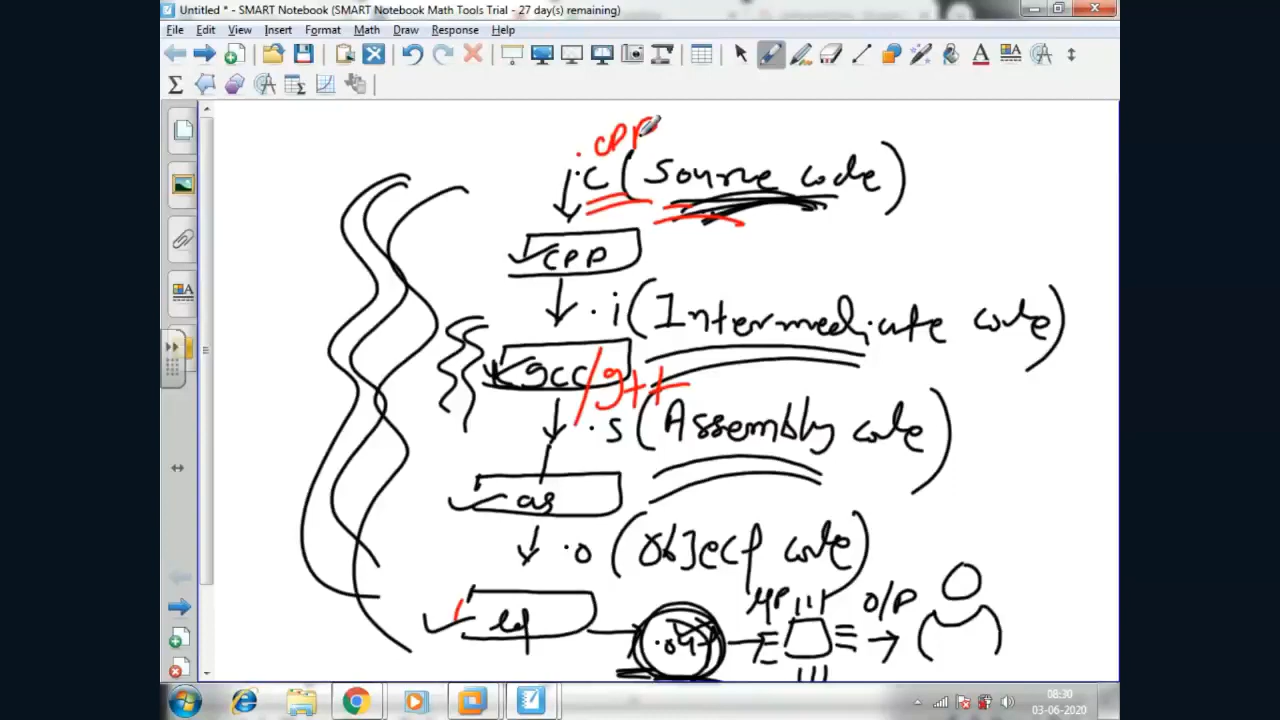 Untitled * - SMART Notebook (SMART Notebook Math Tools Trial - 27 day(s) remaining)
File Edit View Insert Format Math Draw Response Help
.cpp
.c (Source code)
cpp
.i (Intermediate code)
gcc/g++
.s (Assembly code)
as
.o (Object code)
μP O/P
ld .out
08:30
03-06-2020